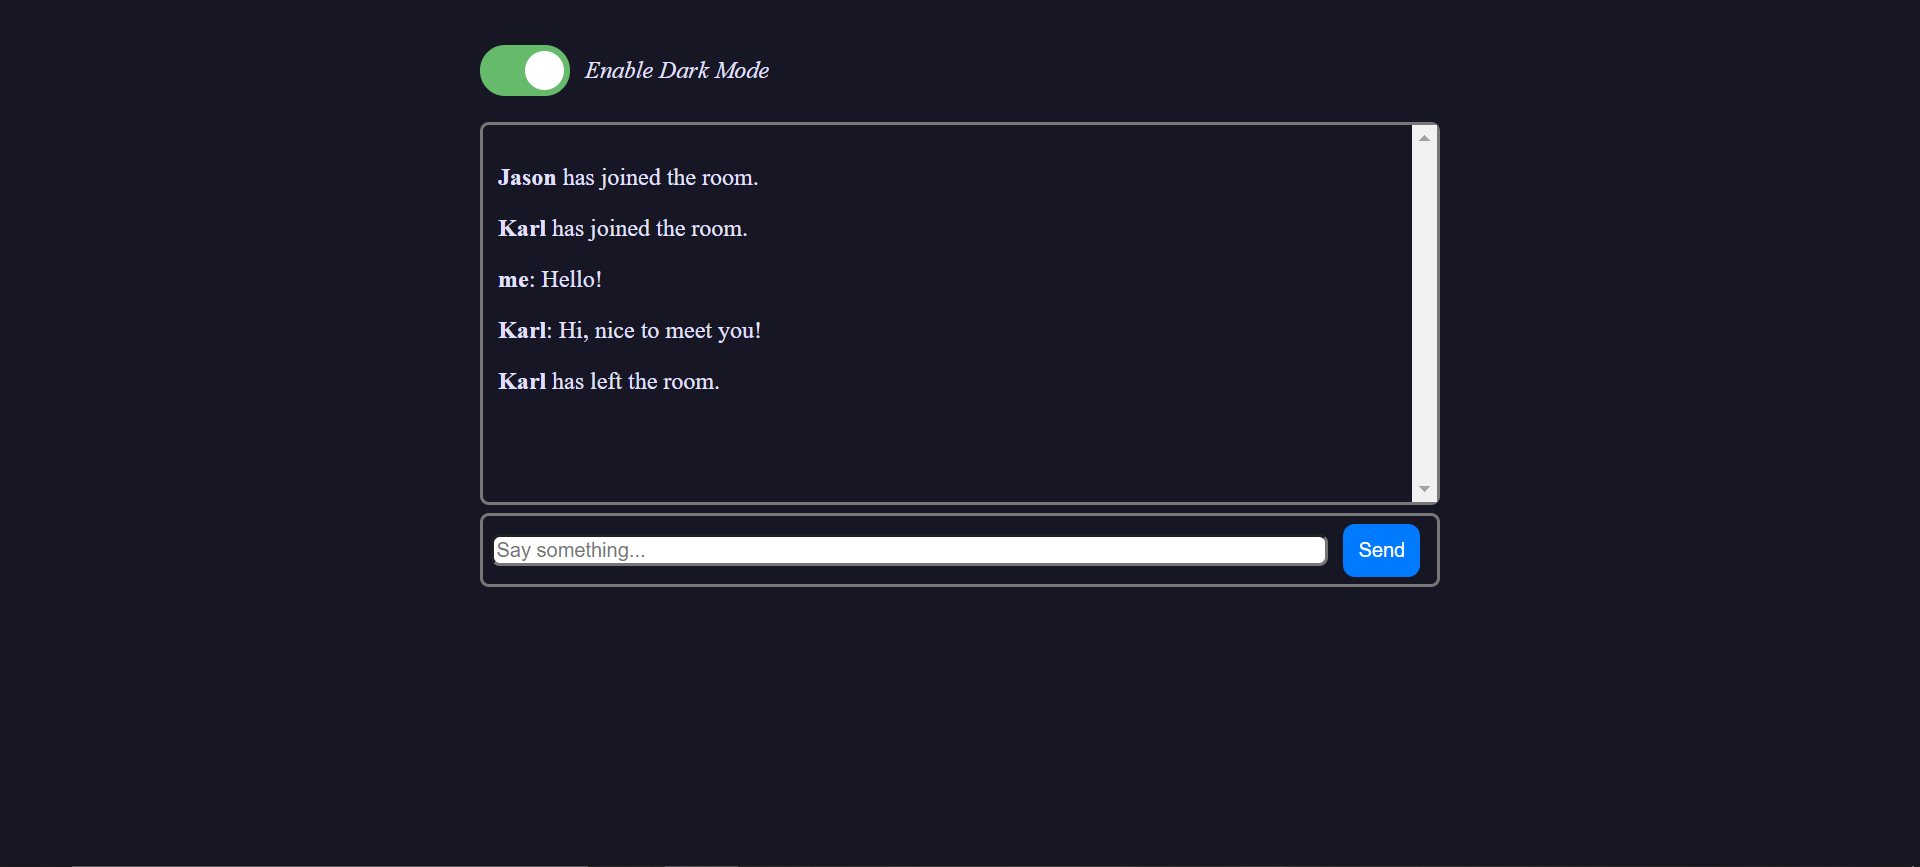 Enable Dark Mode
Jason has joined the room.
Karl has joined the room.
me: Hello!
Karl: Hi, nice to meet you!
Karl has left the room.
Say something...
Send